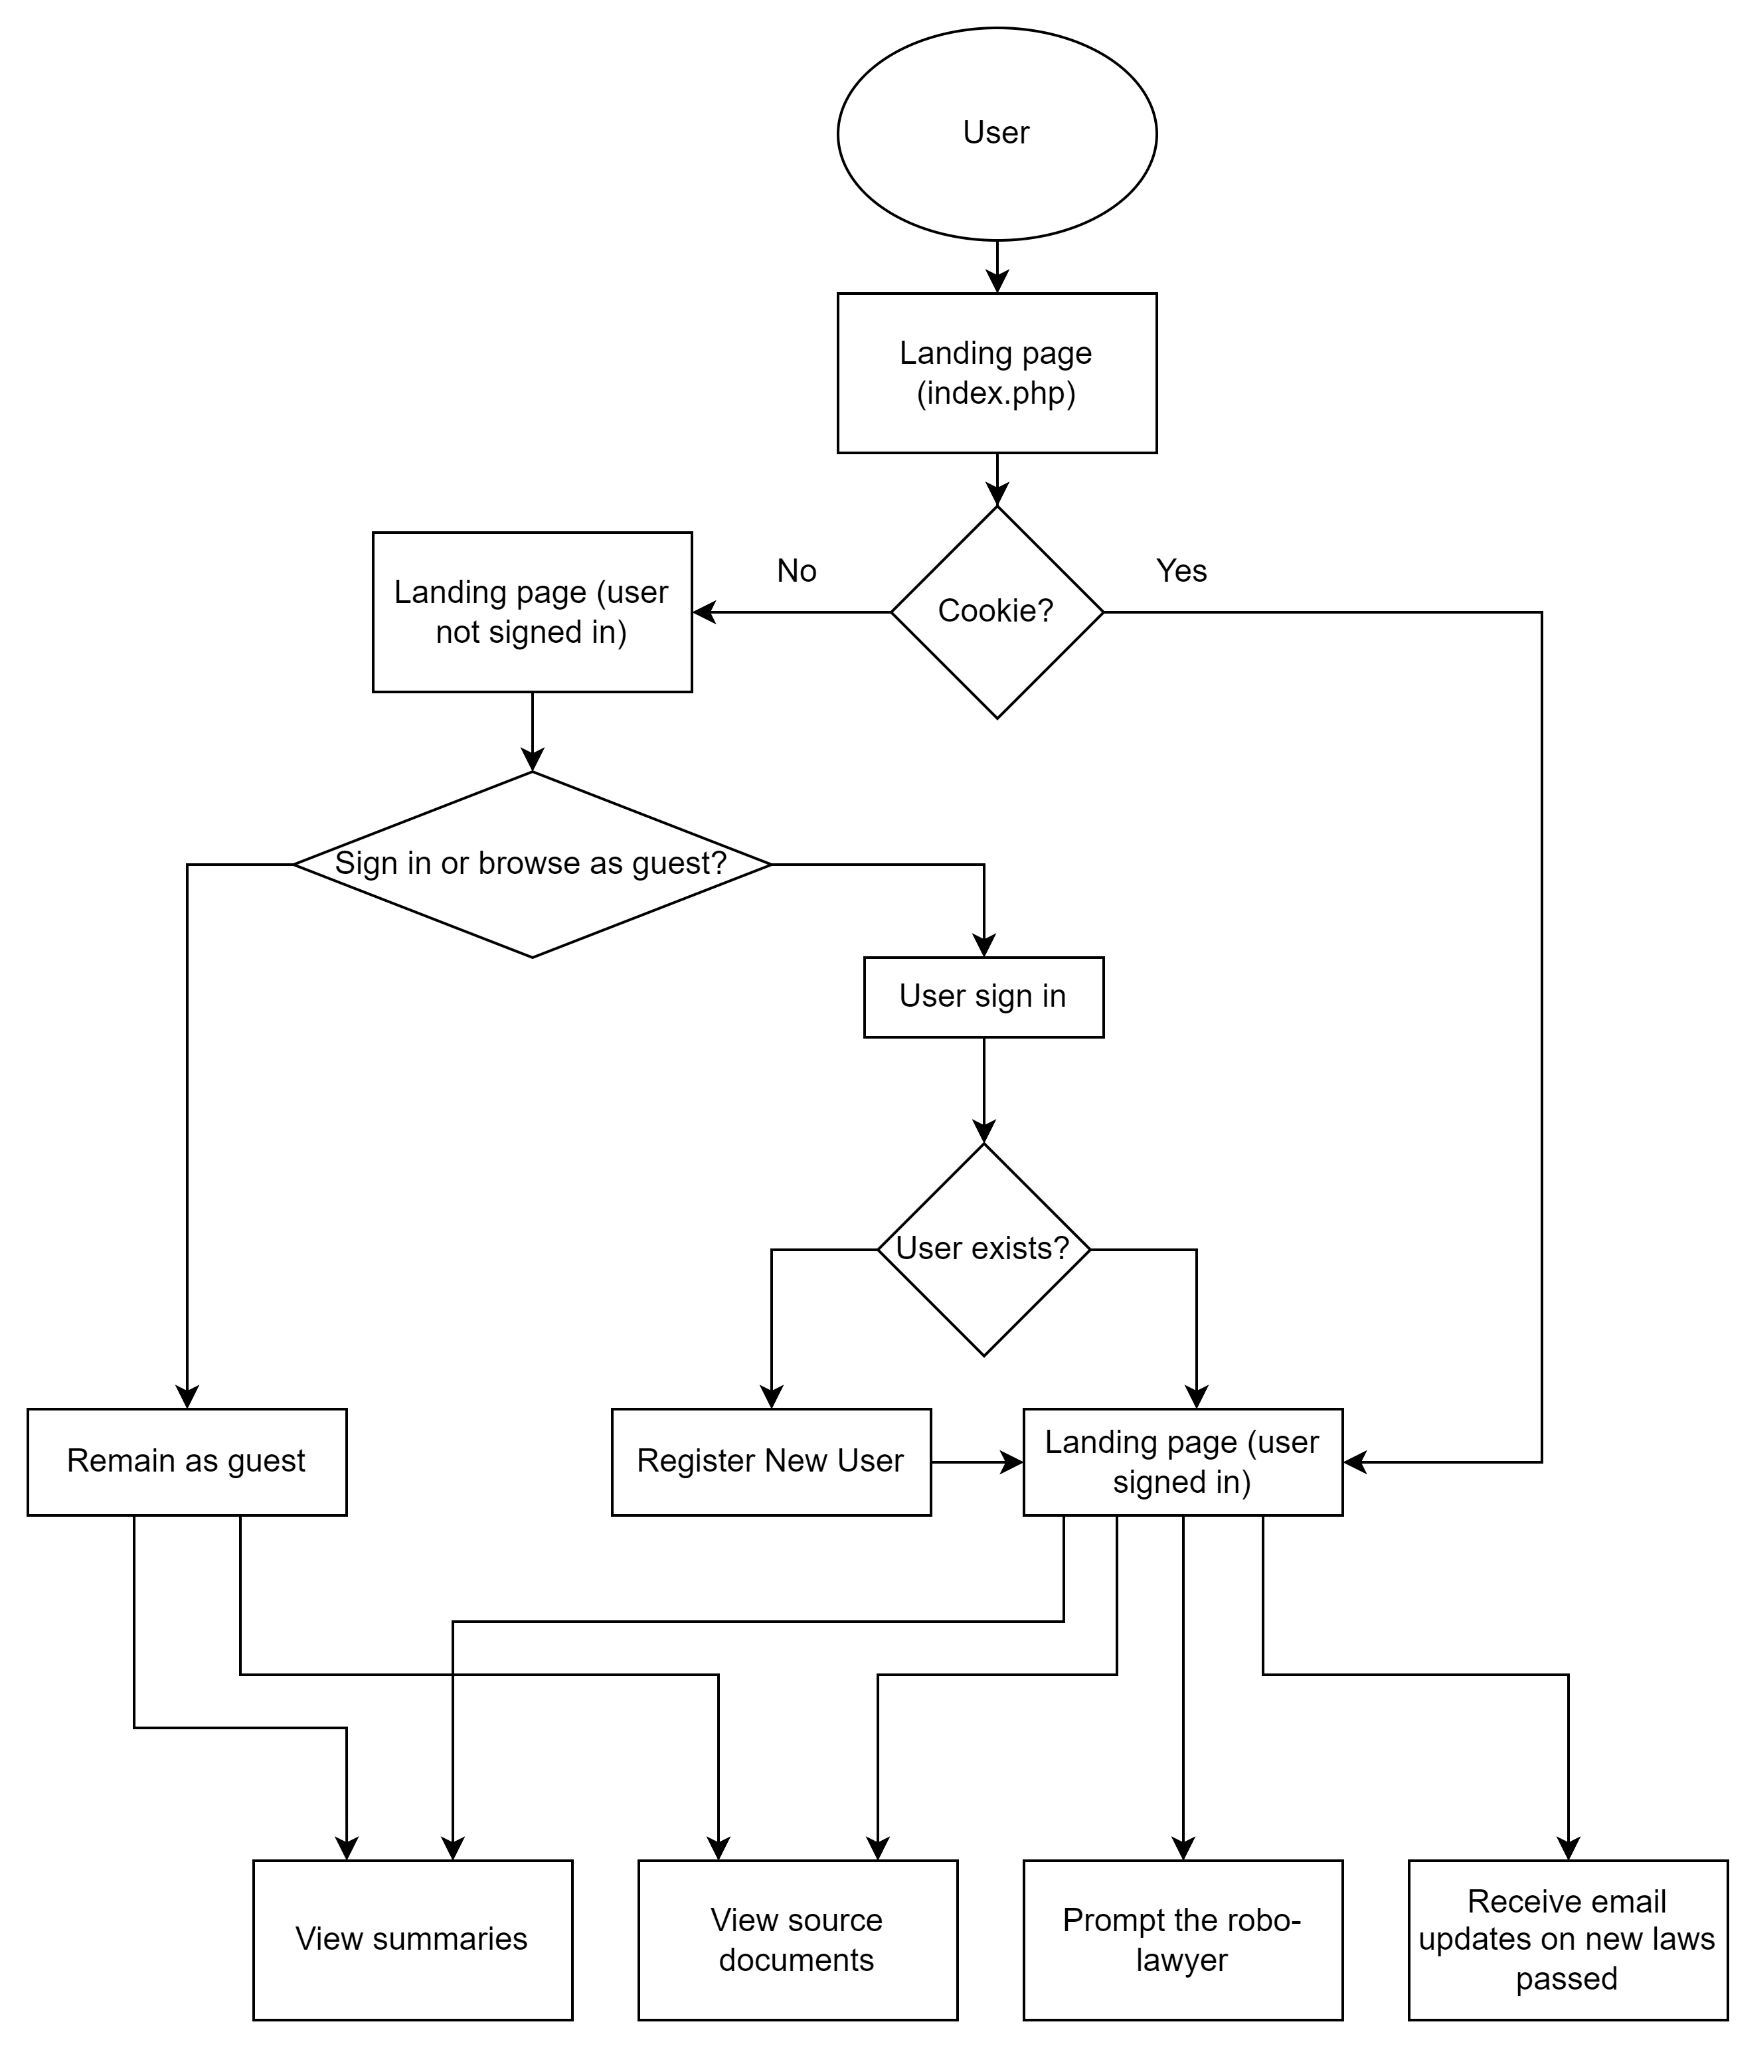 User
Landing page
(index.php)
No
Yes
Landing page (user
not signed in)
Cookie?
Sign in or browse as guest?
User sign in
User exists?
Remain as guest
Register New User
Landing page (user
signed in)
View summaries
View source
documents
Prompt the robo-
lawyer
Receive email
updates on new laws
passed